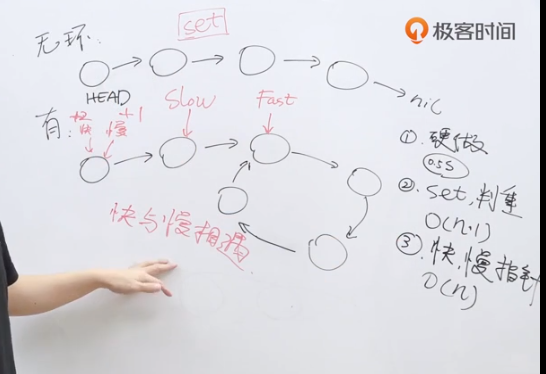 set
极客时间
无环
HEAD
nil
Slow
Fast
+2 +1
快 慢
有:
快与慢相遇
①. 硬做
0.5S
②. set, 判重
O(n·1)
③. 快、慢指针
O(n)